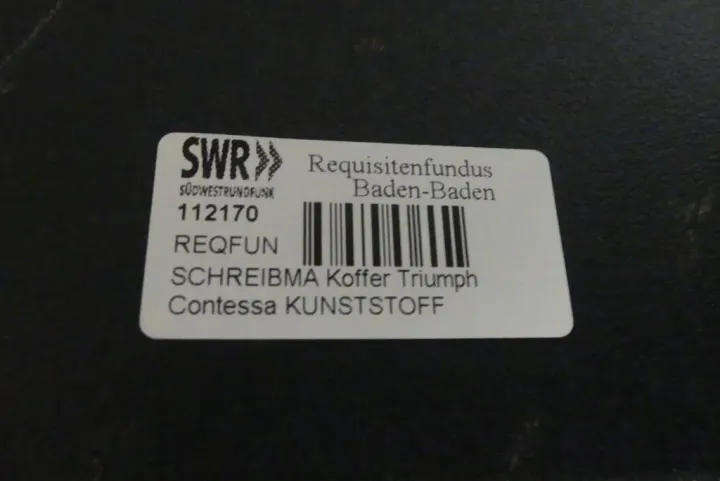 SWR
SÜDWESTRUNDFUNK
Requisitenfundus
Baden-Baden
112170
REQFUN
SCHREIBMA Koffer Triumph
Contessa KUNSTSTOFF